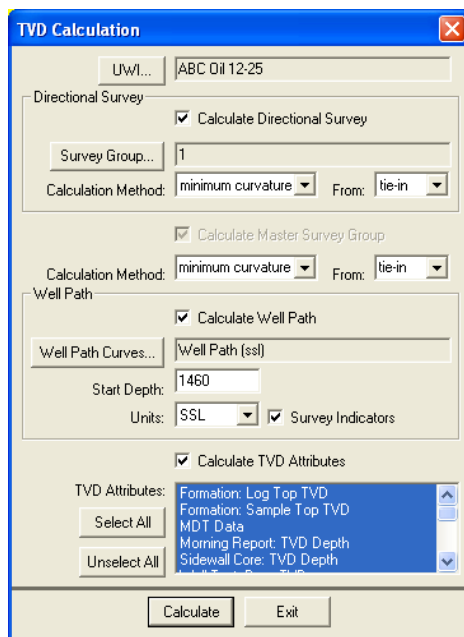 TVD Calculation
UWI... ABC Oil 12-25
Directional Survey
Calculate Directional Survey
Survey Group... 1
Calculation Method: minimum curvature From: tie-in
Calculate Master Survey Group
Calculation Method: minimum curvature From: tie-in
Well Path
Calculate Well Path
Well Path Curves... Well Path (ssl)
Start Depth: 1460
Units: SSL Survey Indicators
Calculate TVD Attributes
TVD Attributes: Formation: Log Top TVD
Formation: Sample Top TVD
Select All MDT Data
Morning Report: TVD Depth
Unselect All Sidewall Core: TVD Depth
Calculate Exit